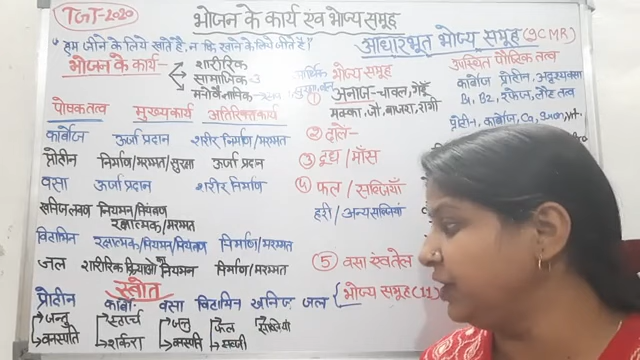 TGT-2020
भोजन के कार्य एवं भोज्य समूह
"हम जीने के लिये खाते हैं, न कि खाने के लिये जीते हैं।"
भोजन के कार्य-
शारीरिक
सामाजिक
मनोवैज्ञानिक
पोषकतत्व मुख्यकार्य अतिरिक्तकार्य
कार्बोज ऊर्जा प्रदान शरीर निर्माण/मरम्मत
प्रोटीन निर्माण/मरम्मत/सुरक्षा ऊर्जा प्रदान
वसा ऊर्जा प्रदान शरीर निर्माण
खनिज लवण नियमन/नियंत्रण
रक्षात्मक/मरम्मत
विटामिन रक्षात्मक/नियमन/नियंत्रण निर्माण/मरम्मत
जल शारीरिक क्रियाओं का नियमन निर्माण/मरम्मत
स्त्रोत
प्रोटीन कार्बो. वसा विटामिन खनिज जल
जन्तु स्टार्च जन्तु फल
वनस्पति शर्करा वनस्पति सब्जी
आधारभूत भोज्य समूह (ICMR)
भोज्य समूह
उपस्थित पौष्टिक तत्व
① अनाज - चावल, गेहूँ
मक्का, जौ, बाजरा, रागी
कार्बोज प्रोटीन, अदृश्य वसा
B₁, B₂, रफेज, लौह तत्व
② दालें-
प्रोटीन, कार्बोज, Ca,
③ दूध/माँस
④ फल/सब्जियाँ
हरी/अन्य सब्जियां
⑤ वसा एवं तेल
भोज्य समूह (11)